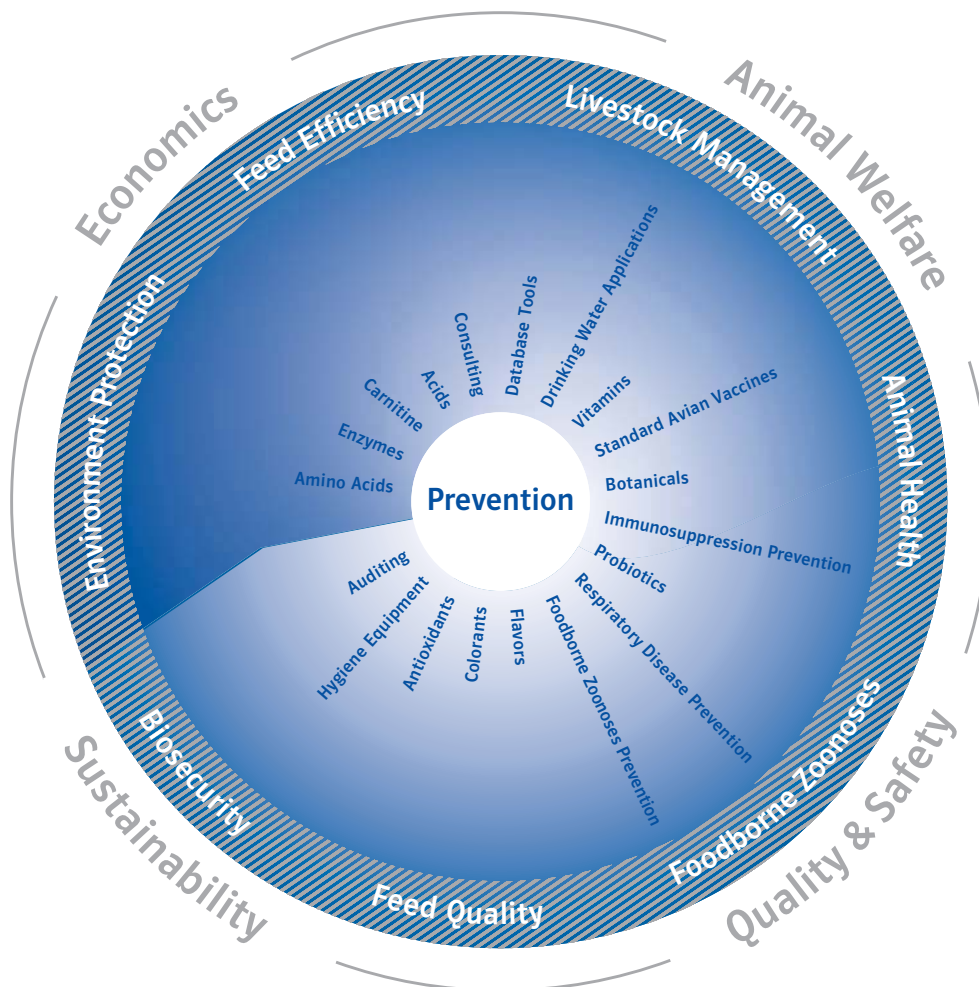 Economics
Animal Welfare
Quality & Safety
Sustainability
Feed Efficiency
Livestock Management
Animal Health
Foodborne Zoonoses
Feed Quality
Biosecurity
Environment Protection
Prevention
Amino Acids
Enzymes
Carnitine
Acids
Consulting
Database Tools
Drinking Water Applications
Vitamins
Standard Avian Vaccines
Botanicals
Immunosuppression Prevention
Probiotics
Respiratory Disease Prevention
Foodborne Zoonoses Prevention
Flavors
Colorants
Antioxidants
Hygiene Equipment
Auditing